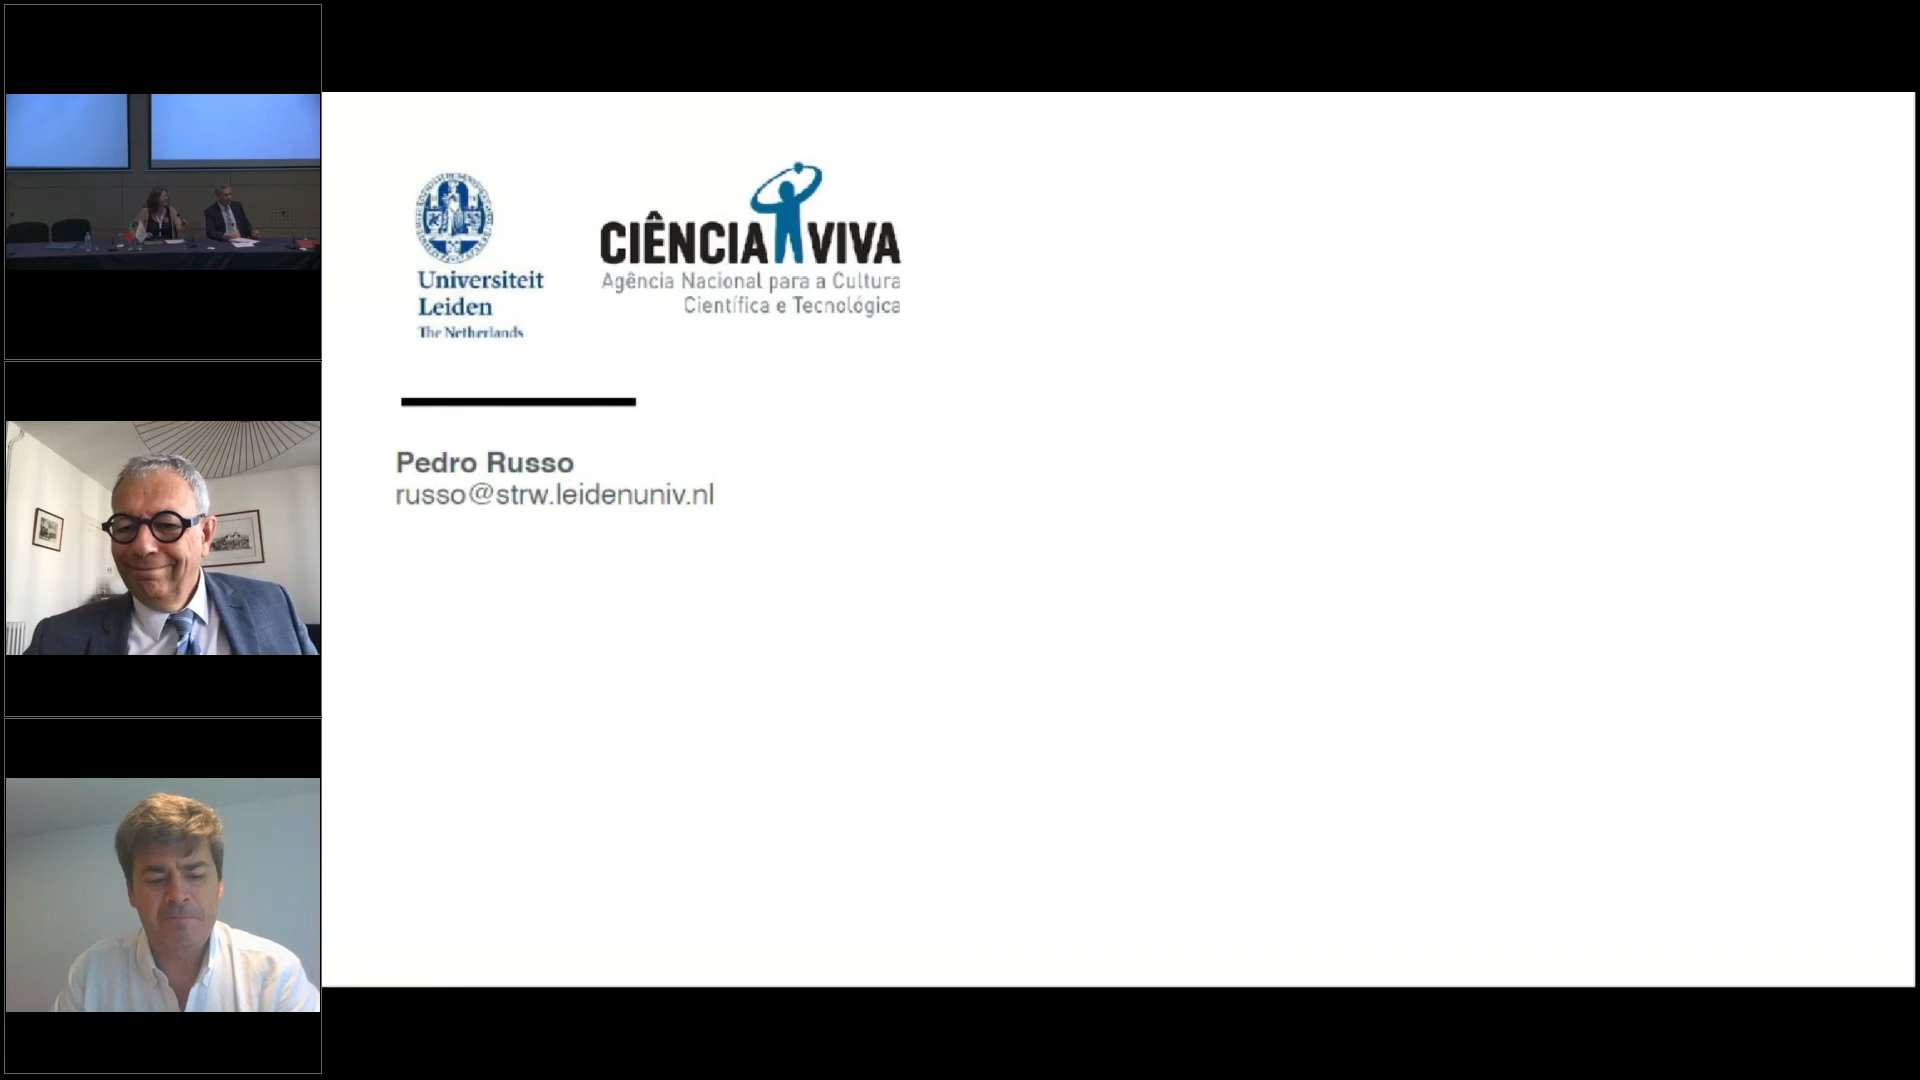 Universiteit
Leiden
The Netherlands
CIÊNCIA VIVA
Agência Nacional para a Cultura
Científica e Tecnológica
Pedro Russo
russo@strw.leidenuniv.nl